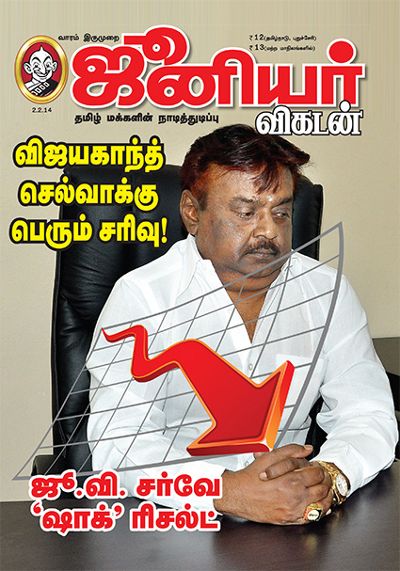 வாரம் இருமுறை
₹ 12 (தமிழ்நாடு, புதுச்சேரி)
₹ 13 (மற்ற மாநிலங்களில்)
ஜூனியர்
விகடன்
2.2.14
தமிழ் மக்களின் நாடித்துடிப்பு
விஜயகாந்த்
செல்வாக்கு
பெரும் சரிவு!
ஜூ.வி. சர்வே
‘ஷாக்’ ரிசல்ட்